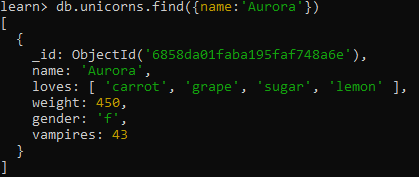 learn> db.unicorns.find({name:'Aurora'})
[
  {
    _id: ObjectId('6858da01faba195faf748a6e'),
    name: 'Aurora',
    loves: [ 'carrot', 'grape', 'sugar', 'lemon' ],
    weight: 450,
    gender: 'f',
    vampires: 43
  }
]